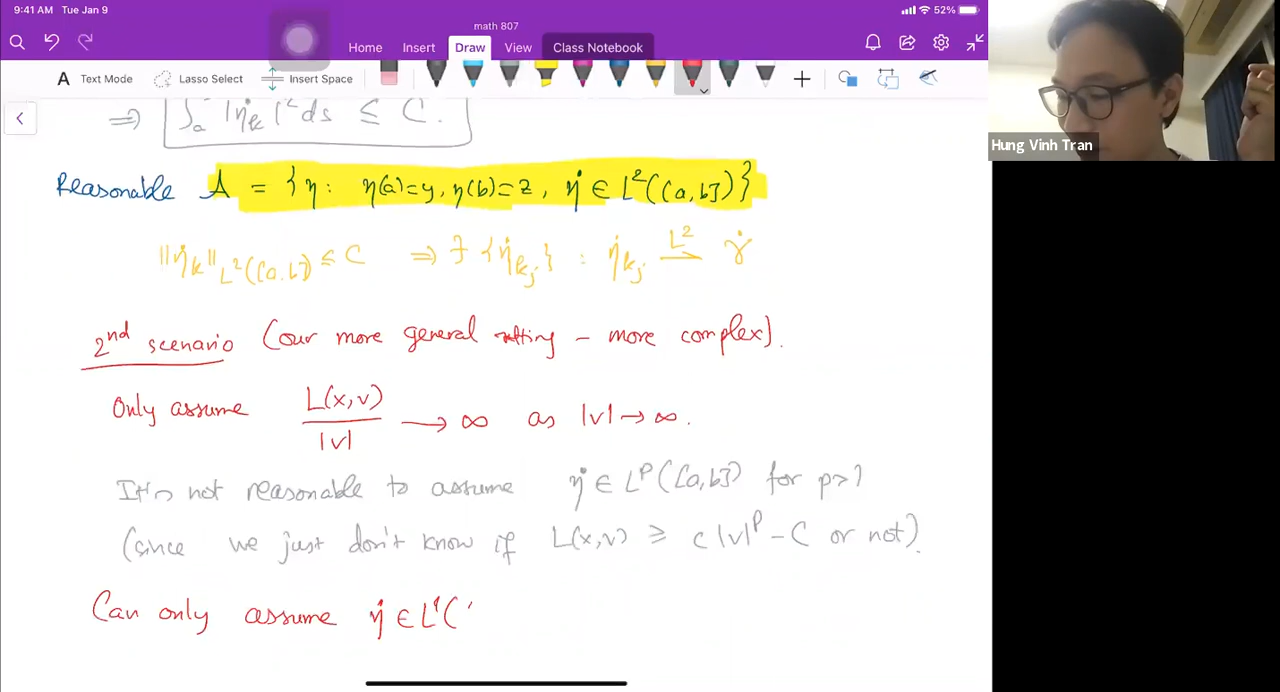 9:41 AM Tue Jan 9
52%
math 807
Home Insert Draw View Class Notebook
A Text Mode Lasso Select Insert Space
⇒ ∫ₐ |η̇ₖ|² ds ≤ C.
Reasonable A = {η : η(a)=y, η(b)=z, η̇ ∈ L²([a,b])}
||η̇ₖ||_L²([a,b]) ≤ C ⇒ ∃ {η̇ₖⱼ} : η̇ₖⱼ ⇀ γ̇ L²
2nd scenario (our more general setting – more complex).
Only assume L(x,v)/|v| → ∞ as |v| → ∞.
It's not reasonable to assume η̇ ∈ Lᵖ([a,b]) for p>1
(since we just don't know if L(x,v) ≥ c|v|ᵖ – C or not).
Can only assume η̇ ∈ L¹(
Hung Vinh Tran